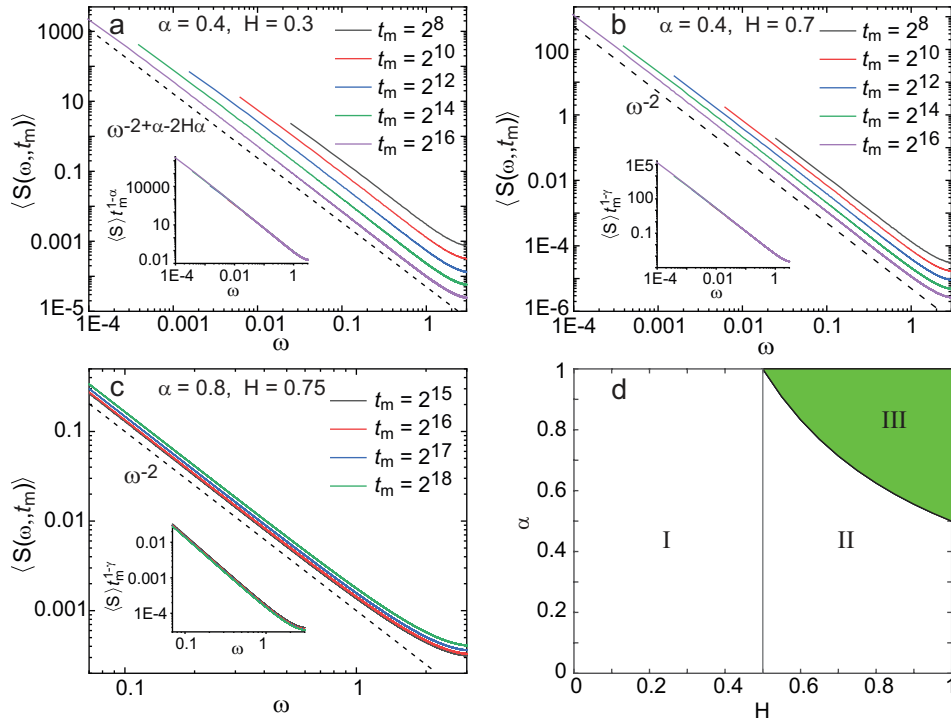 a
α = 0.4, H = 0.3
t_m = 2^8
t_m = 2^10
t_m = 2^12
t_m = 2^14
t_m = 2^16
ω^-2+α-2Hα
⟨S(ω,,t_m)⟩
1000
10
0.1
0.001
1E-5
1E-4
0.001
0.01
0.1
1
ω
⟨S⟩ t_m^1-α
10000
100
1
0.01
1E-4
0.01
1
ω
b
α = 0.4, H = 0.7
t_m = 2^8
t_m = 2^10
t_m = 2^12
t_m = 2^14
t_m = 2^16
ω^-2
⟨S(ω,,t_m)⟩
100
1
0.01
1E-4
1E-6
1E-4
0.001
0.01
0.1
1
ω
⟨S⟩ t_m^1-γ
1E5
100
0.1
1E-4
0.01
1
ω
c
α = 0.8, H = 0.75
t_m = 2^15
t_m = 2^16
t_m = 2^17
t_m = 2^18
ω^-2
⟨S(ω,,t_m)⟩
0.1
0.01
0.001
0.1
1
ω
⟨S⟩ t_m^1-γ
0.01
0.001
1E-4
0.1
1
ω
d
α
1
0.8
0.6
0.4
0.2
0
0
0.2
0.4
0.6
0.8
1
H
I
II
III